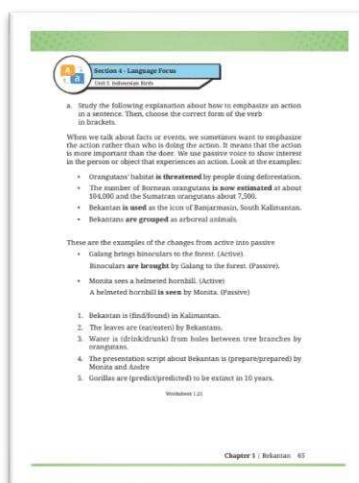 Section 4 - Language Focus
a. Study the following explanation about how to emphasize an action
in a sentence. Then, choose the correct form of the verb
in brackets.
When we talk about facts or events, we sometimes want to emphasize
the action rather than who is doing the action. It means that the action
is more important than the doer. We use passive voice to show interest
in the person or object that experiences an action. Look at the examples:
• Orangutans' habitat is threatened by people doing deforestation.
• The number of Bornean orangutans is now estimated at about
104,000 and the Sumatran orangutans about 7,500.
• Bekantan is used as the icon of Banjarmasin, South Kalimantan.
• Bekantans are grouped as arboreal animals.
These are the examples of the changes from active into passive
• Galang brings binoculars to the forest. (Active)
Binoculars are brought by Galang to the forest. (Passive).
• Monita sees a helmeted hornbill. (Active)
A helmeted hornbill is seen by Monita. (Passive)
1. Bekantan is (find/found) in Kalimantan.
2. The leaves are (eat/eaten) by Bekantans.
3. Water is (drink/drunk) from holes between tree branches by
orangutans.
4. The presentation script about Bekantan is (prepare/prepared) by
Monita and Andre
5. Gorillas are (predict/predicted) to be extinct in 10 years.
Worksheet 1.22
Chapter 1 | Bekantan 45